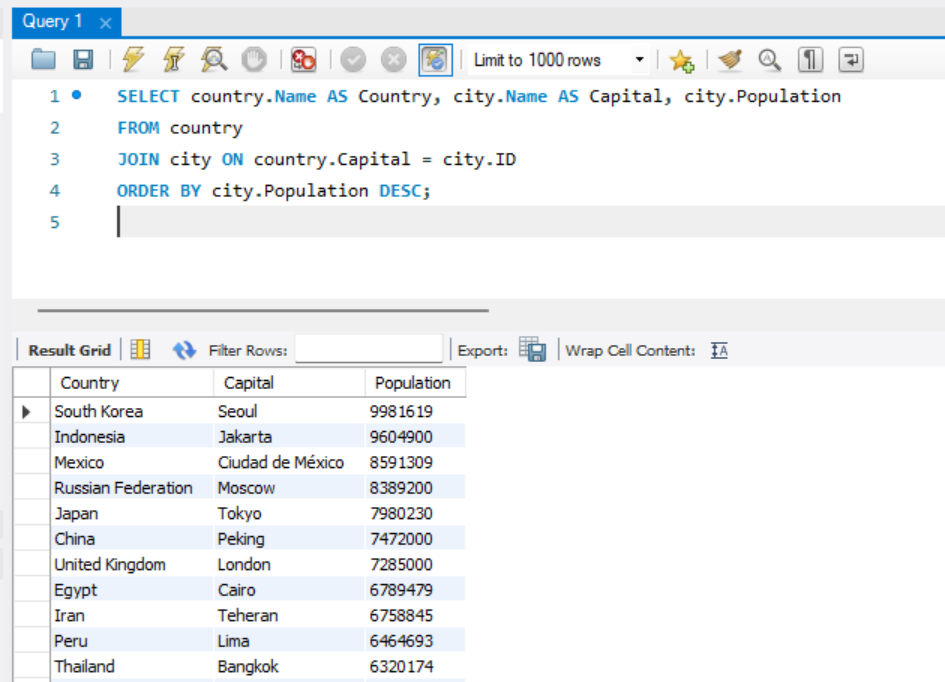 Query 1
Limit to 1000 rows
1 SELECT country.Name AS Country, city.Name AS Capital, city.Population
2 FROM country
3 JOIN city ON country.Capital = city.ID
4 ORDER BY city.Population DESC;
5
Result Grid Filter Rows: Export: Wrap Cell Content:
Country Capital Population
South Korea Seoul 9981619
Indonesia Jakarta 9604900
Mexico Ciudad de México 8591309
Russian Federation Moscow 8389200
Japan Tokyo 7980230
China Peking 7472000
United Kingdom London 7285000
Egypt Cairo 6789479
Iran Teheran 6758845
Peru Lima 6464693
Thailand Bangkok 6320174